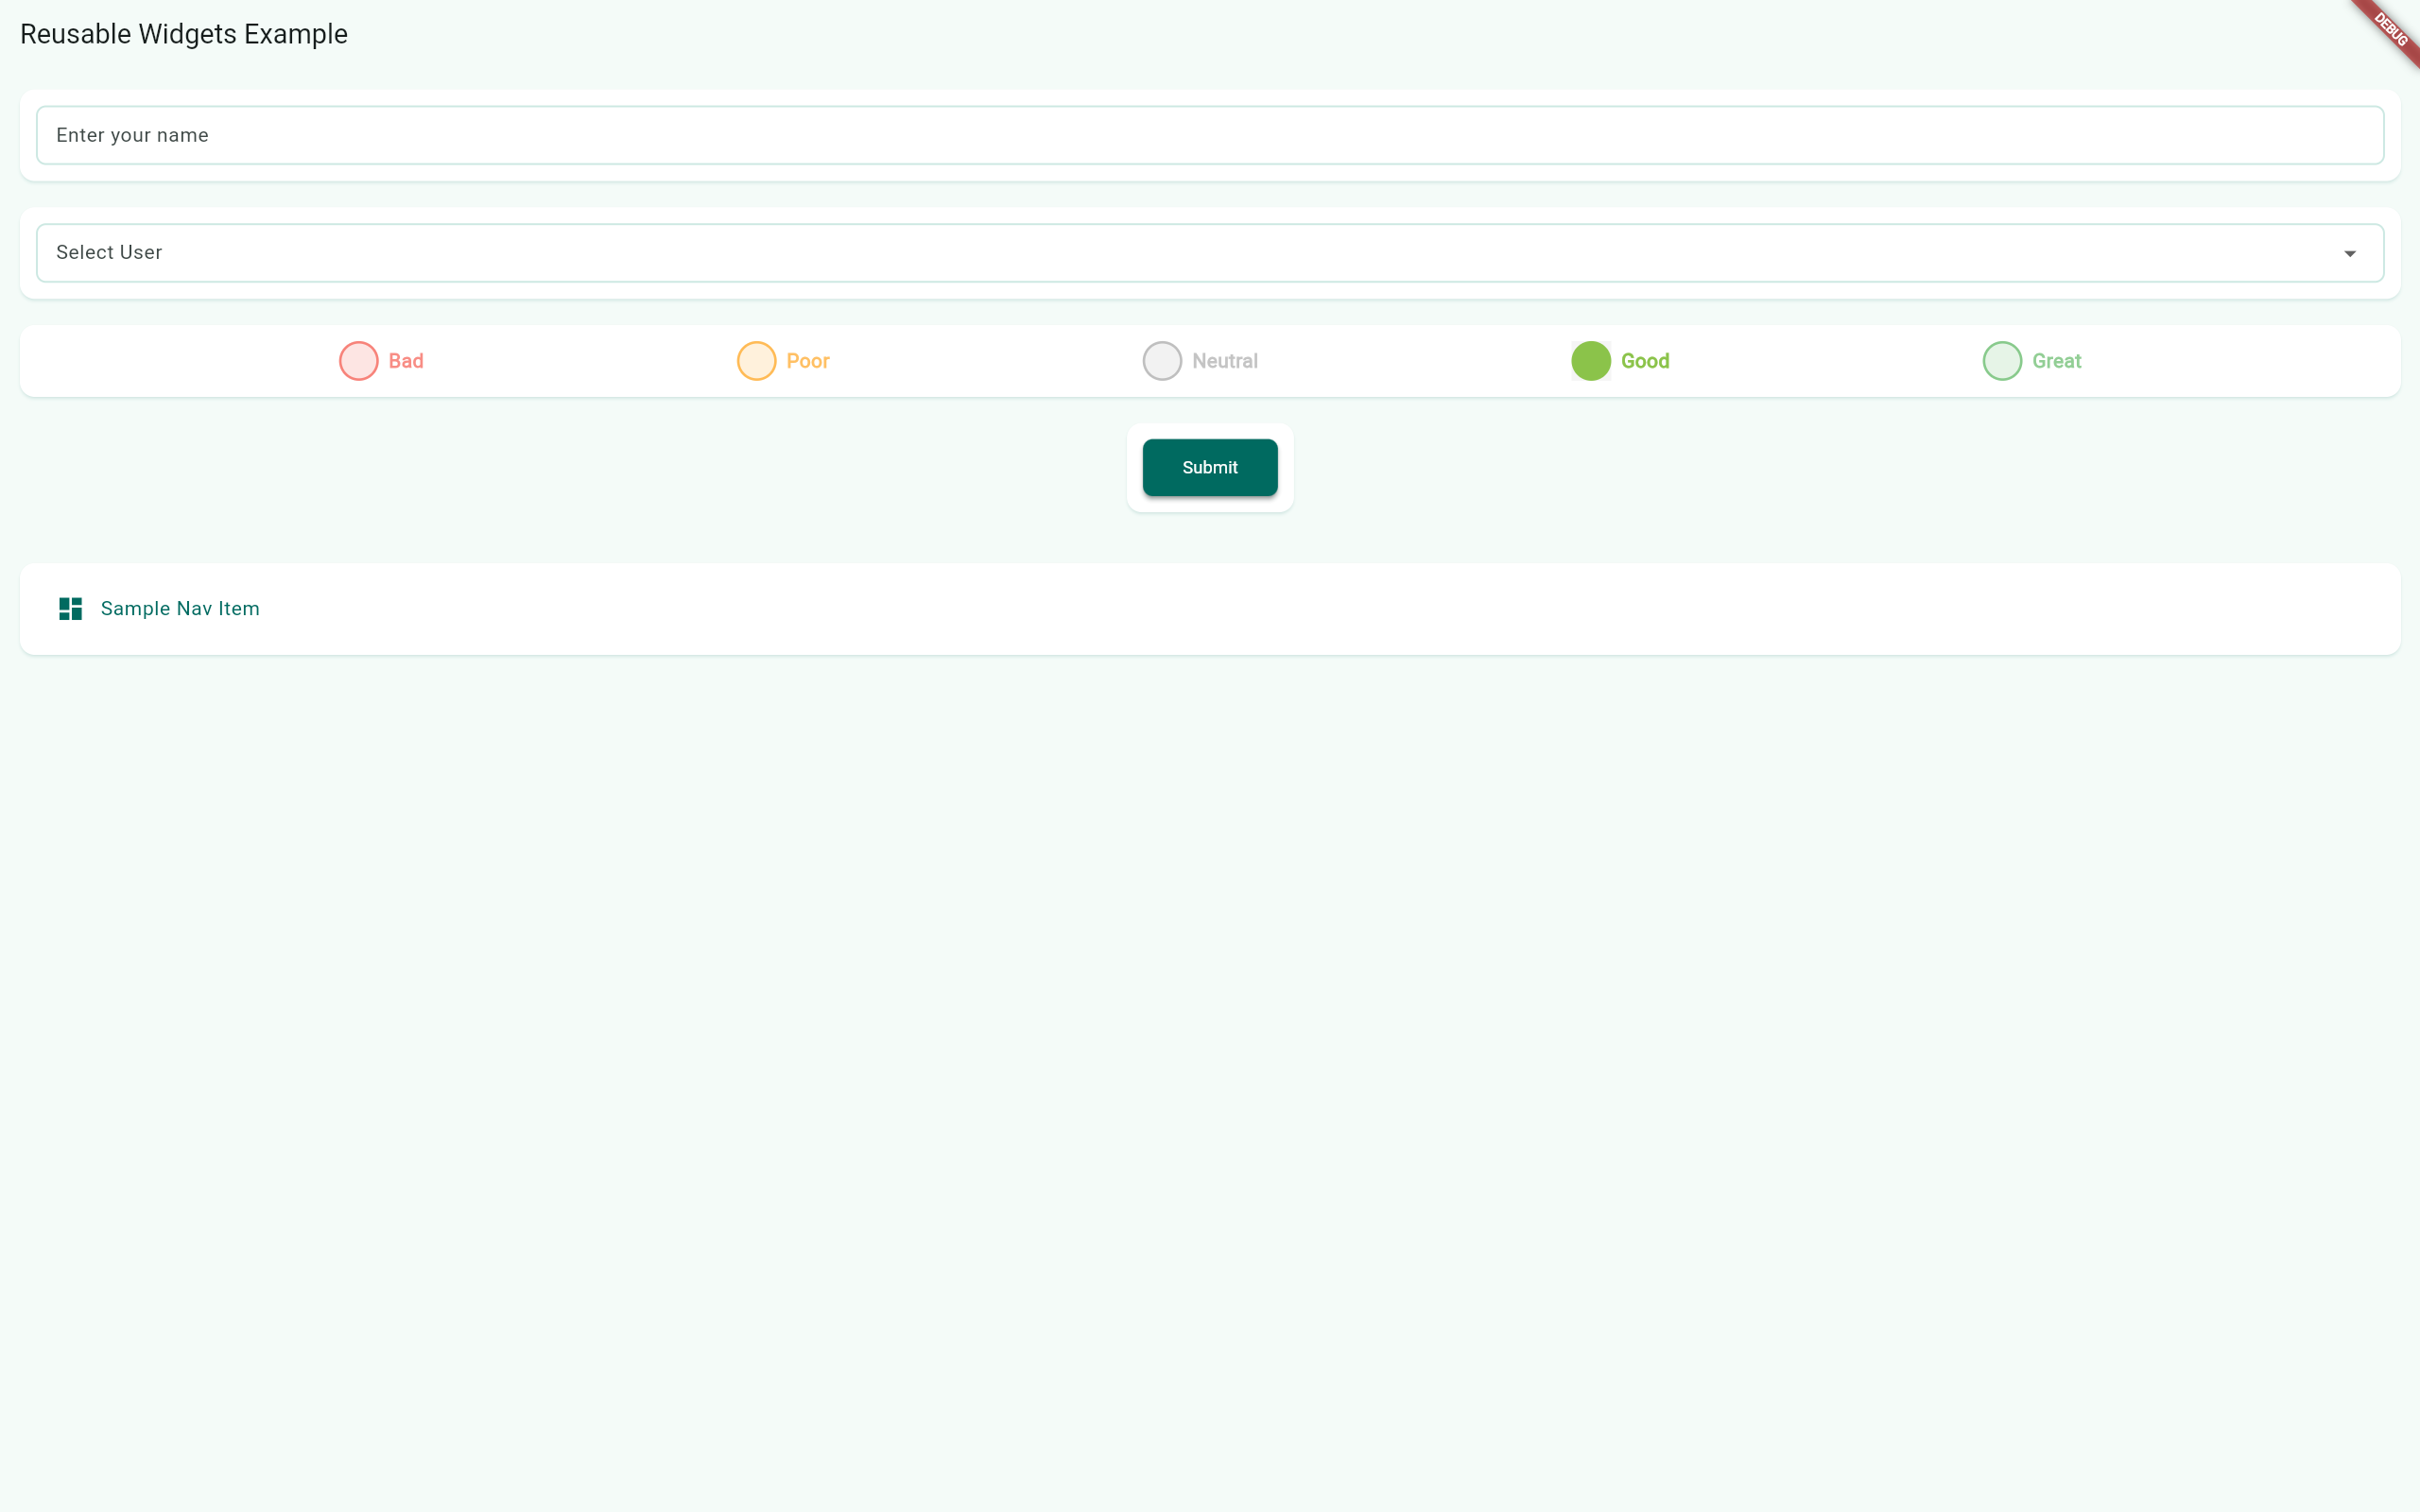 Reusable Widgets Example
DEBUG
Enter your name
Select User
Bad Poor Neutral Good Great
Submit
Sample Nav Item